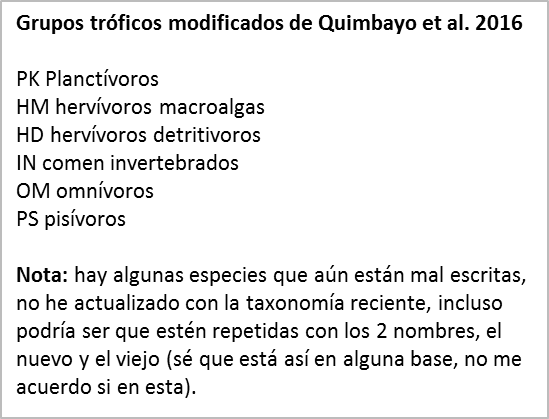 Grupos tróficos modificados de Quimbayo et al. 2016
PK Planctívoros
HM hervívoros macroalgas
HD hervívoros detritivoros
IN comen invertebrados
OM omnívoros
PS pisívoros
Nota: hay algunas especies que aún están mal escritas,
no he actualizado con la taxonomía reciente, incluso
podría ser que estén repetidas con los 2 nombres, el
nuevo y el viejo (sé que está así en alguna base, no me
acuerdo si en esta).